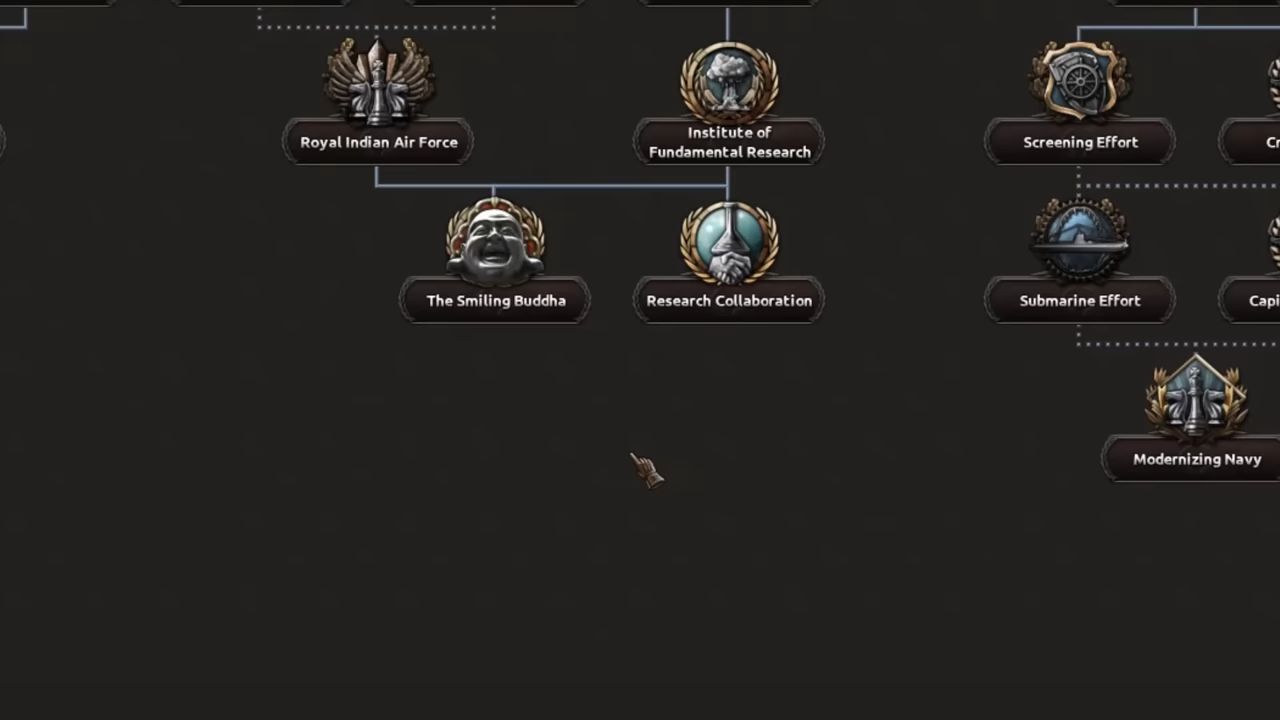 Royal Indian Air Force
Institute of
Fundamental Research
Screening Effort
The Smiling Buddha
Research Collaboration
Submarine Effort
Modernizing Navy